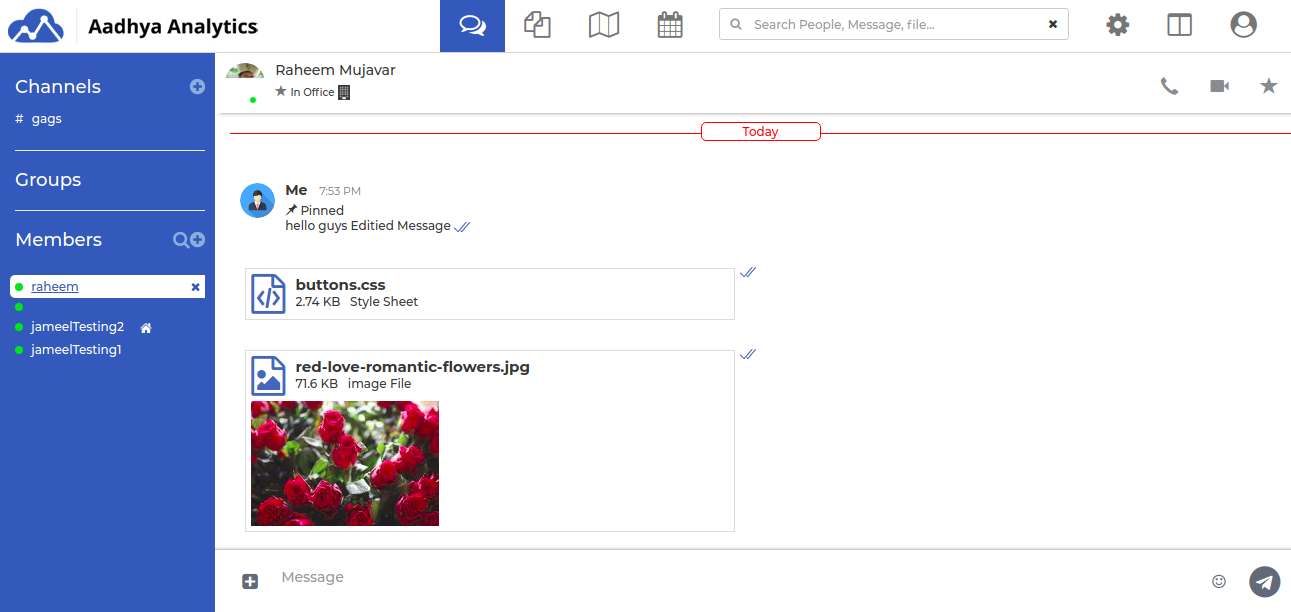 Aadhya Analytics
Search People, Message, file...
Channels
# gags
Groups
Members
raheem
jameelTesting2
jameelTesting1
Raheem Mujavar
In Office
Today
Me 7:53 PM
Pinned
hello guys Editied Message
buttons.css
2.74 KB Style Sheet
red-love-romantic-flowers.jpg
71.6 KB image File
Message